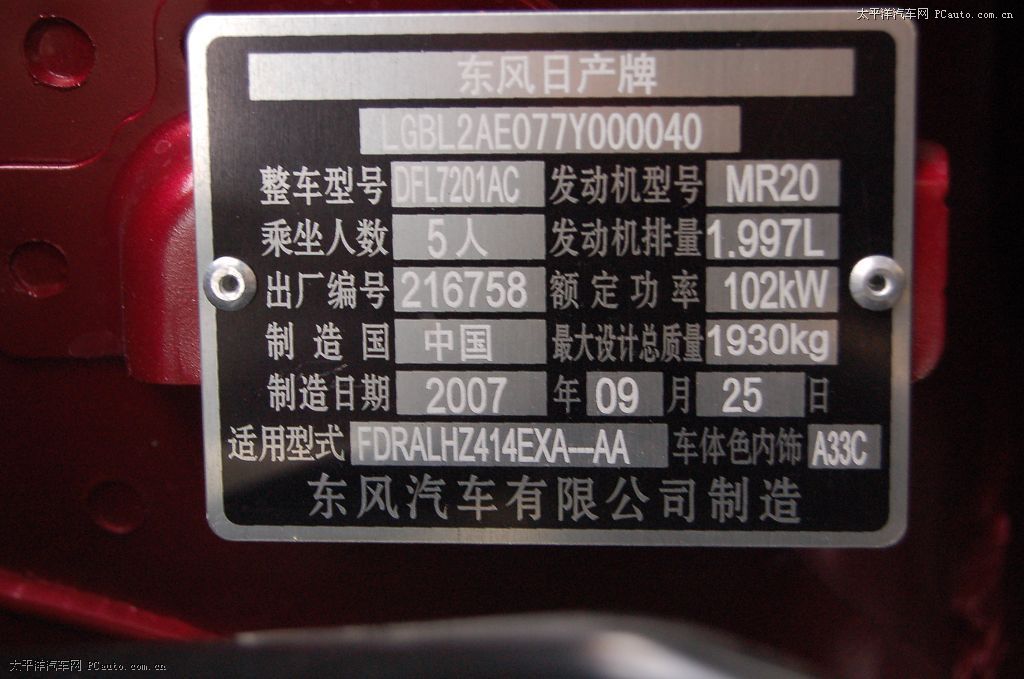 太平洋汽车网 PCauto.com.cn
东风日产牌
LGBL2AE077Y000040
整车型号 DFL7201AC 发动机型号 MR20
乘坐人数 5人 发动机排量 1.997L
出厂编号 216758 额定功率 102kW
制造国 中国 最大设计总质量 1930kg
制造日期 2007 年 09 月 25 日
适用型式 FDRALHZ414EXA---AA 车体色内饰 A33C
东风汽车有限公司制造
太平洋汽车网 PCauto.com.cn